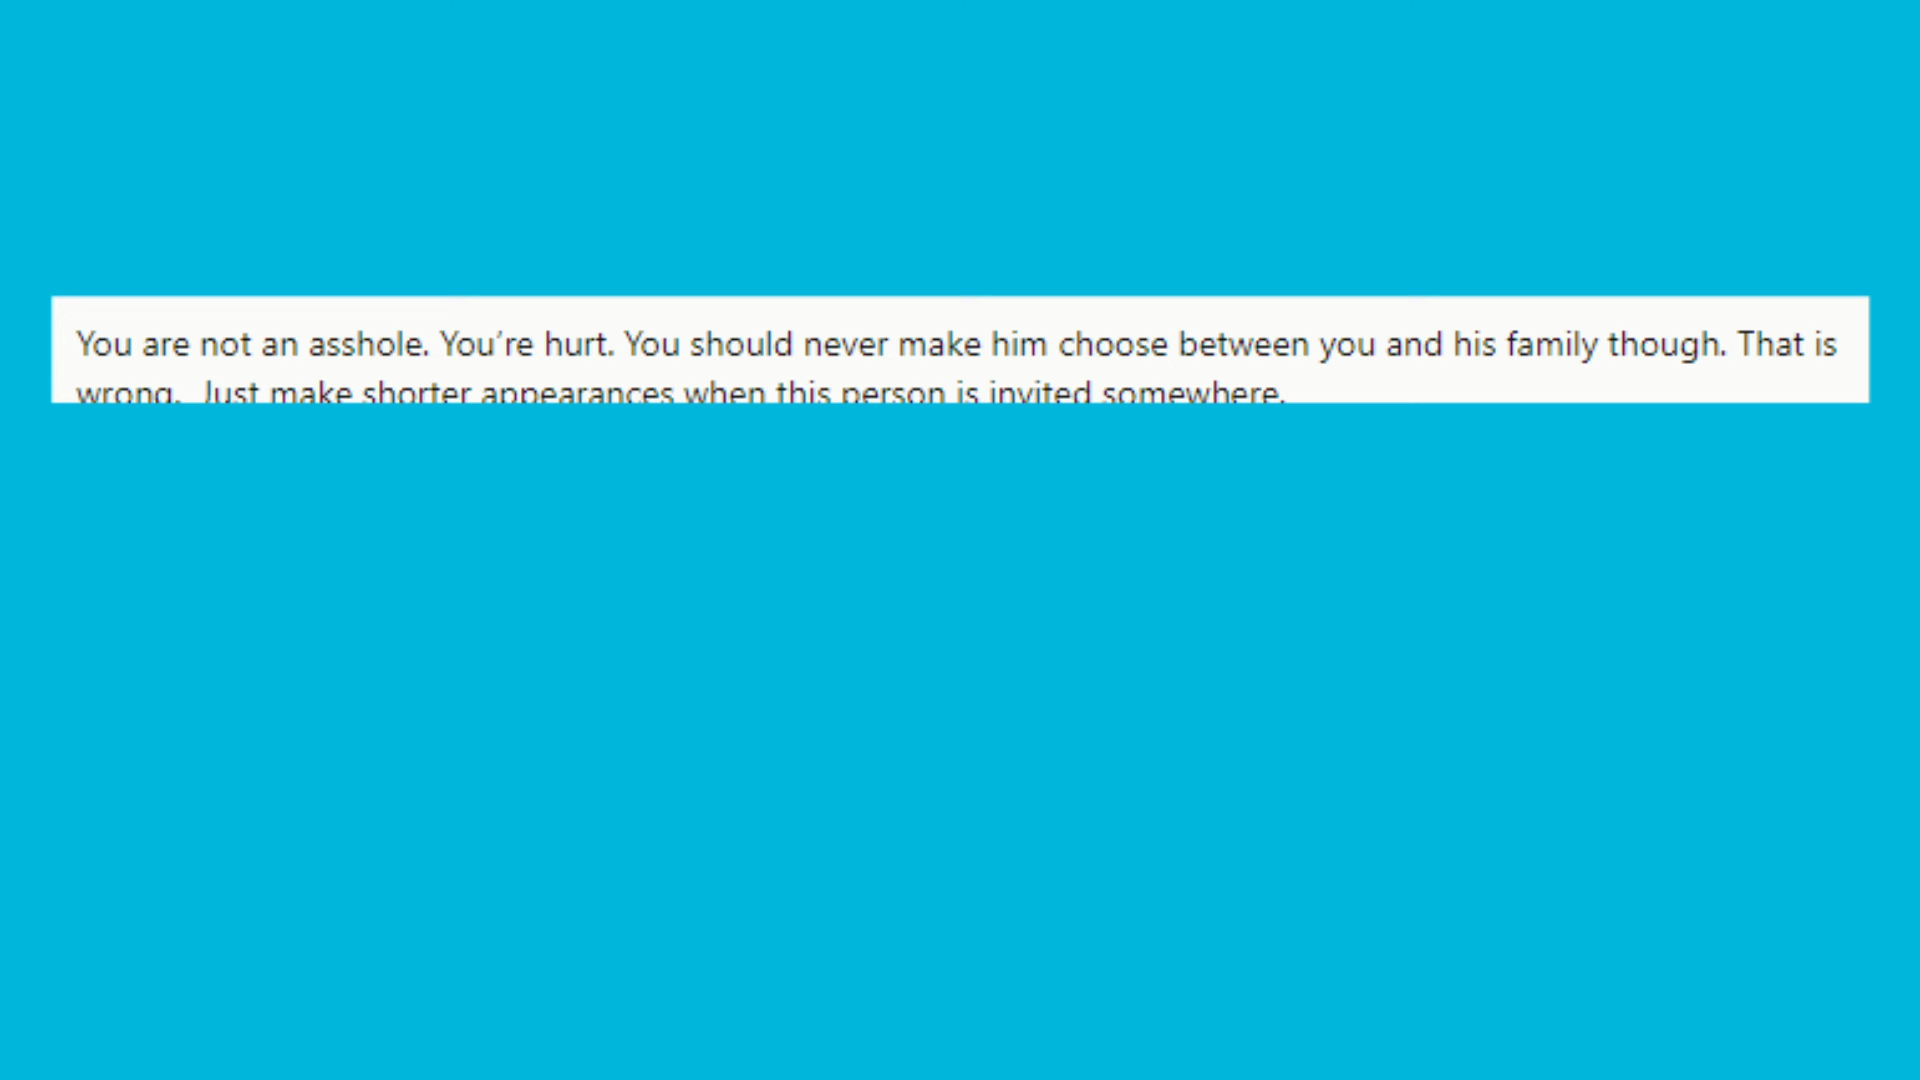 You are not an asshole. You’re hurt. You should never make him choose between you and his family though. That is
wrong.  Just make shorter appearances when this person is invited somewhere.